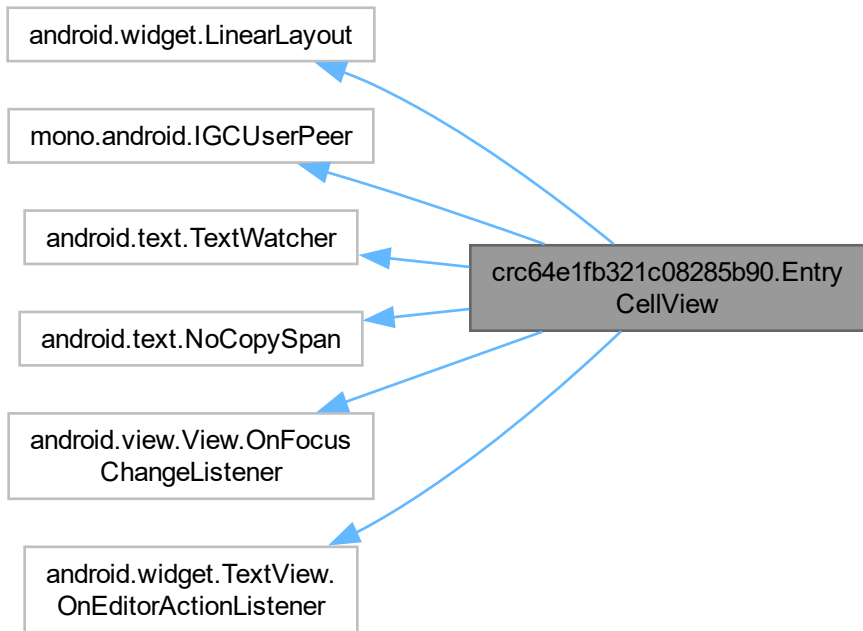 android.widget.LinearLayout
mono.android.IGCUserPeer
android.text.TextWatcher
android.text.NoCopySpan
android.view.View.OnFocus
ChangeListener
android.widget.TextView.
OnEditorActionListener
crc64e1fb321c08285b90.Entry
CellView